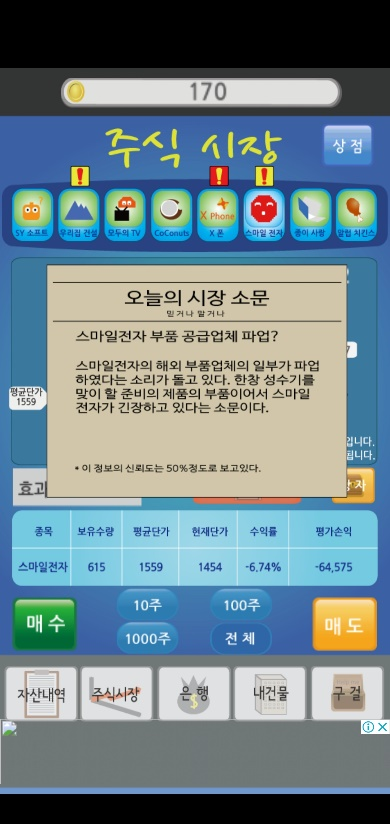 170
주식 시장
상 점
!
!
!
SY 소프트
우리집 건설
모두의 TV
CoConuts
X Phone
X 폰
스마일 전자
종이 사랑
말험 치킨스
오늘의 시장 소문
믿거나 말거나
스마일전자 부품 공급업체 파업?
스마일전자의 해외 부품업체의 일부가 파업
하였다는 소리가 돌고 있다. 한창 성수기를
맞이 할 준비의 제품의 부품이어서 스마일
전자가 긴장하고 있다는 소문이다.
* 이 정보의 신뢰도는 50%정도로 보고있다.
평균단가
1559
7
입니다.
됩니다.
효과
자
종목 보유수량 평균단가 현재단가 수익률 평가손익
스마일전자 615 1559 1454 -6.74% -64,575
매 수
10주
100주
1000주
전 체
매 도
자산내역
주식시장
은 행
내건물
구 걸